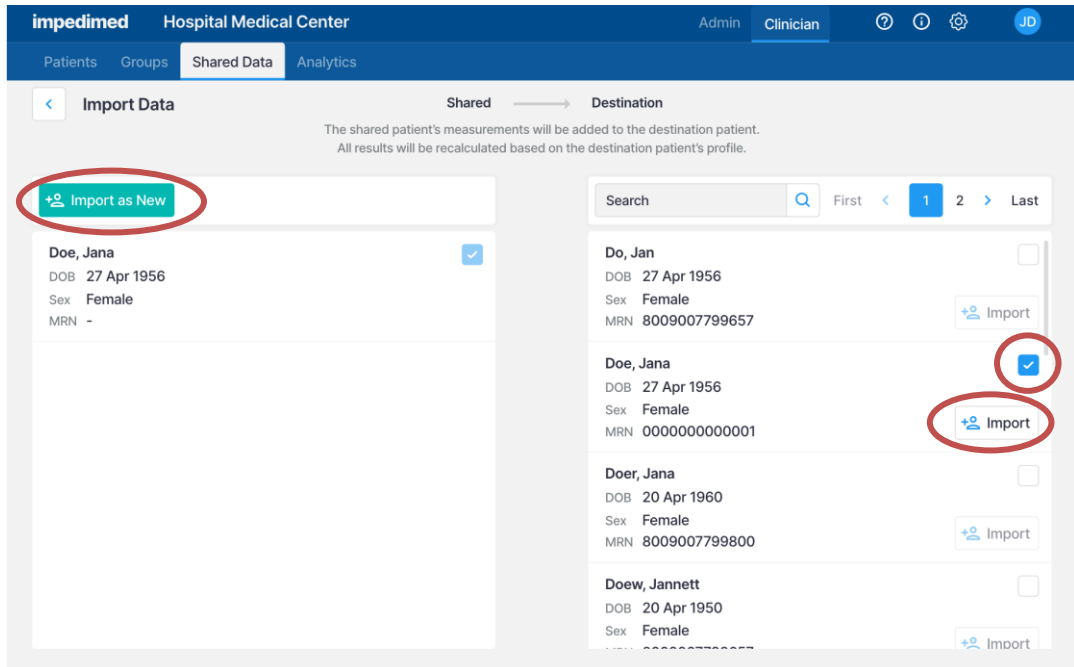 impedimed Hospital Medical Center Admin Clinician JD
Patients Groups Shared Data Analytics
Import Data
Shared Destination
The shared patient's measurements will be added to the destination patient.
All results will be recalculated based on the destination patient's profile.
Import as New
Doe, Jana
DOB 27 Apr 1956
Sex Female
MRN -
Search First < 1 2 > Last
Do, Jan
DOB 27 Apr 1956
Sex Female
MRN 8009007799657
Import
Doe, Jana
DOB 27 Apr 1956
Sex Female
MRN 0000000000001
Import
Doer, Jana
DOB 20 Apr 1960
Sex Female
MRN 8009007799800
Import
Doew, Jannett
DOB 20 Apr 1950
Sex Female
Import